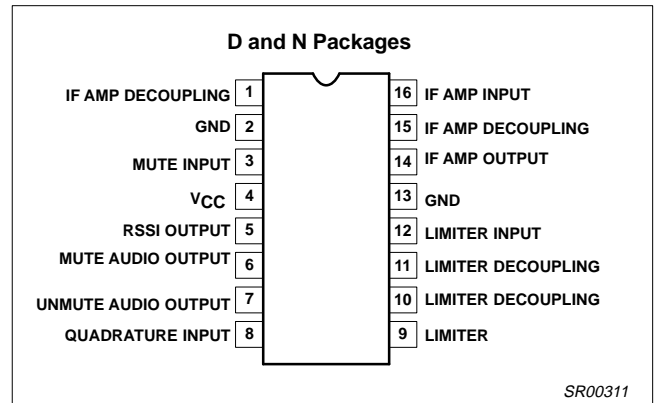 D and N Packages
IF AMP DECOUPLING 1 16 IF AMP INPUT
GND 2 15 IF AMP DECOUPLING
MUTE INPUT 3 14 IF AMP OUTPUT
VCC 4 13 GND
RSSI OUTPUT 5 12 LIMITER INPUT
MUTE AUDIO OUTPUT 6 11 LIMITER DECOUPLING
UNMUTE AUDIO OUTPUT 7 10 LIMITER DECOUPLING
QUADRATURE INPUT 8 9 LIMITER
SR00311